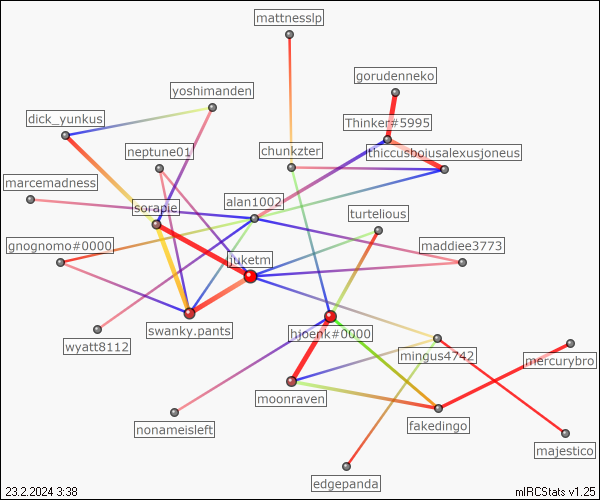 mattnesslp
gorudenneko
yoshimanden
dick_yunkus
Thinker#5995
neptune01
chunkzter
thiccusboiusalexusjoneus
marcemadness
alan1002
sorapie
turtelious
gnognomo#0000
maddiee3773
juketm
swanky.pants
hjoenk#0000
wyatt8112
mingus4742
mercurybro
moonraven
nonameisleft
fakedingo
majestico
edgepanda
23.2.2024 3:38
mIRCStats v1.25